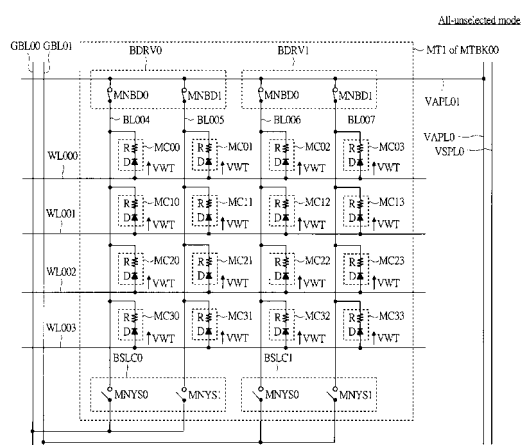 All-unselected mode
GBL00 GBL01
BDRV0 BDRV1 MT1 of MTBK00
MNBD0 MNBD1 MNBD0 MNBD1
VAPL01
BL004 BL005 BL006 BL007
VAPL0
VSPL0
R MC00 R MC01 R MC02 R MC03
WL000 D VWT D VWT D VWT D VWT
R MC10 R MC11 R MC12 R MC13
WL001 D VWT D VWT D VWT D VWT
R MC20 R MC21 R MC22 R MC23
WL002 D VWT D VWT D VWT D VWT
R MC30 R MC31 R MC32 R MC33
WL003 D VWT D VWT D VWT D VWT
BSLC0 BSLC1
MNYS0 MNYS1 MNYS0 MNYS1